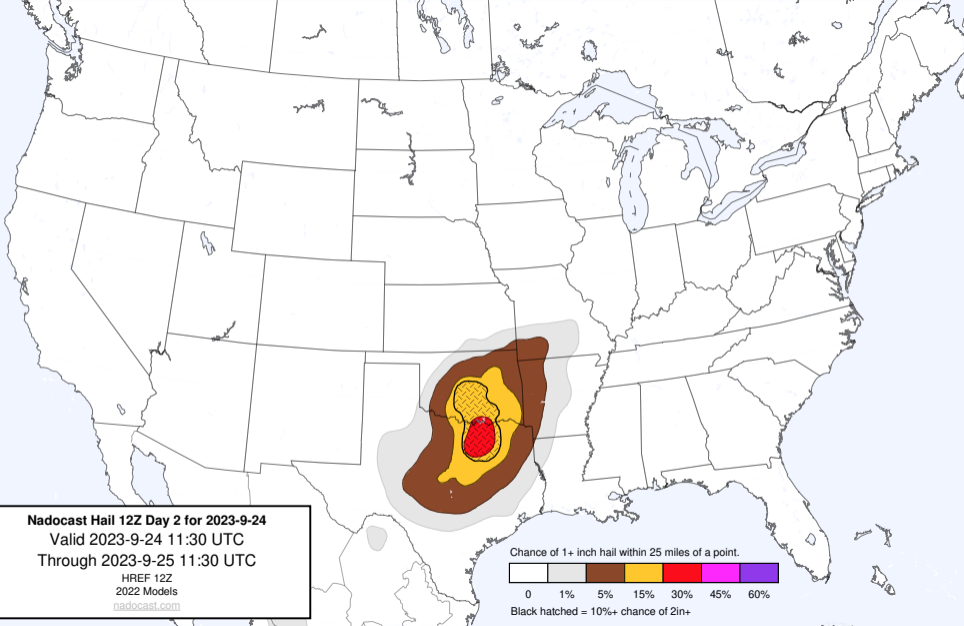 Nadocast Hail 12Z Day 2 for 2023-9-24
Valid 2023-9-24 11:30 UTC
Through 2023-9-25 11:30 UTC
HREF 12Z
2022 Models
nadocast.com
Chance of 1+ inch hail within 25 miles of a point.
0 1% 5% 15% 30% 45% 60%
Black hatched = 10%+ chance of 2in+